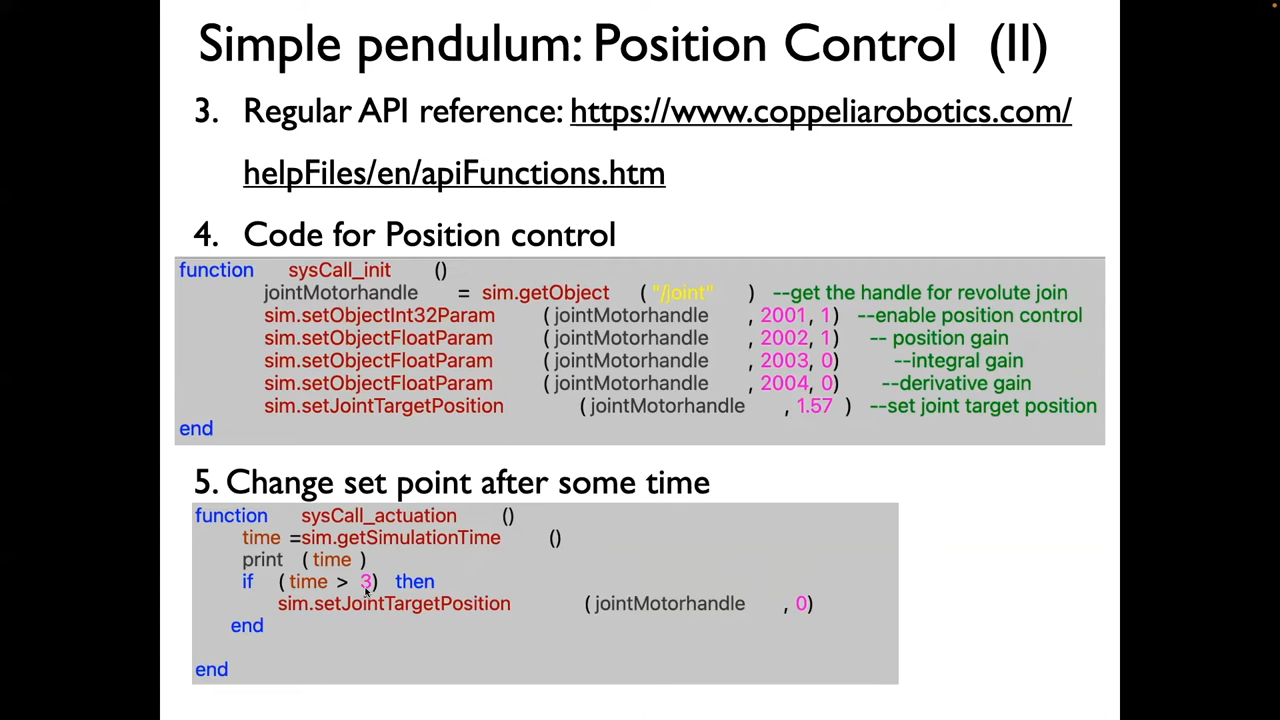 Simple pendulum: Position Control (II)
3. Regular API reference: https://www.coppeliarobotics.com/
helpFiles/en/apiFunctions.htm
4. Code for Position control
function sysCall_init ()
jointMotorhandle = sim.getObject ( "/joint" ) --get the handle for revolute join
sim.setObjectInt32Param ( jointMotorhandle , 2001, 1) --enable position control
sim.setObjectFloatParam ( jointMotorhandle , 2002, 1) -- position gain
sim.setObjectFloatParam ( jointMotorhandle , 2003, 0) --integral gain
sim.setObjectFloatParam ( jointMotorhandle , 2004, 0) --derivative gain
sim.setJointTargetPosition ( jointMotorhandle , 1.57 ) --set joint target position
end
5. Change set point after some time
function sysCall_actuation ()
time =sim.getSimulationTime ()
print ( time )
if ( time > 3) then
sim.setJointTargetPosition ( jointMotorhandle , 0)
end
end